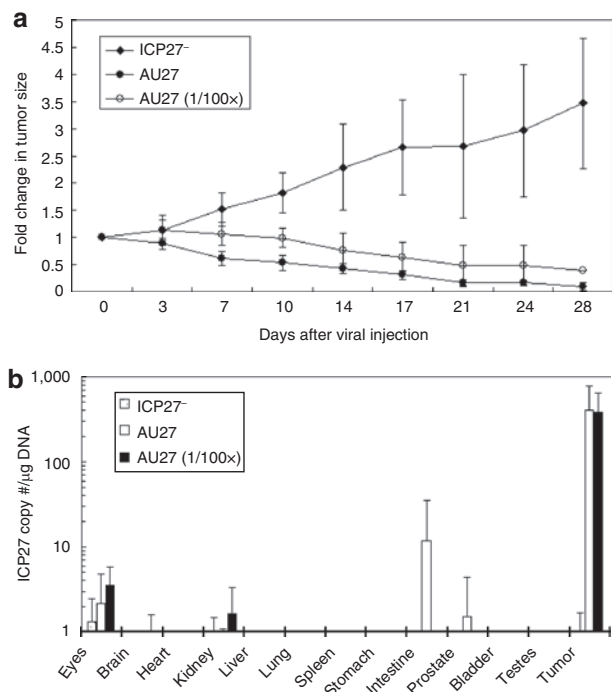 a
5
4.5
4
3.5
3
2.5
2
1.5
1
0.5
0
Fold change in tumor size
ICP27⁻
AU27
AU27 (1/100×)
0 3 7 10 14 17 21 24 28
Days after viral injection
b
1,000
100
10
1
ICP27 copy #/µg DNA
ICP27⁻
AU27
AU27 (1/100×)
Eyes
Brain
Heart
Kidney
Liver
Lung
Spleen
Stomach
Intestine
Prostate
Bladder
Testes
Tumor